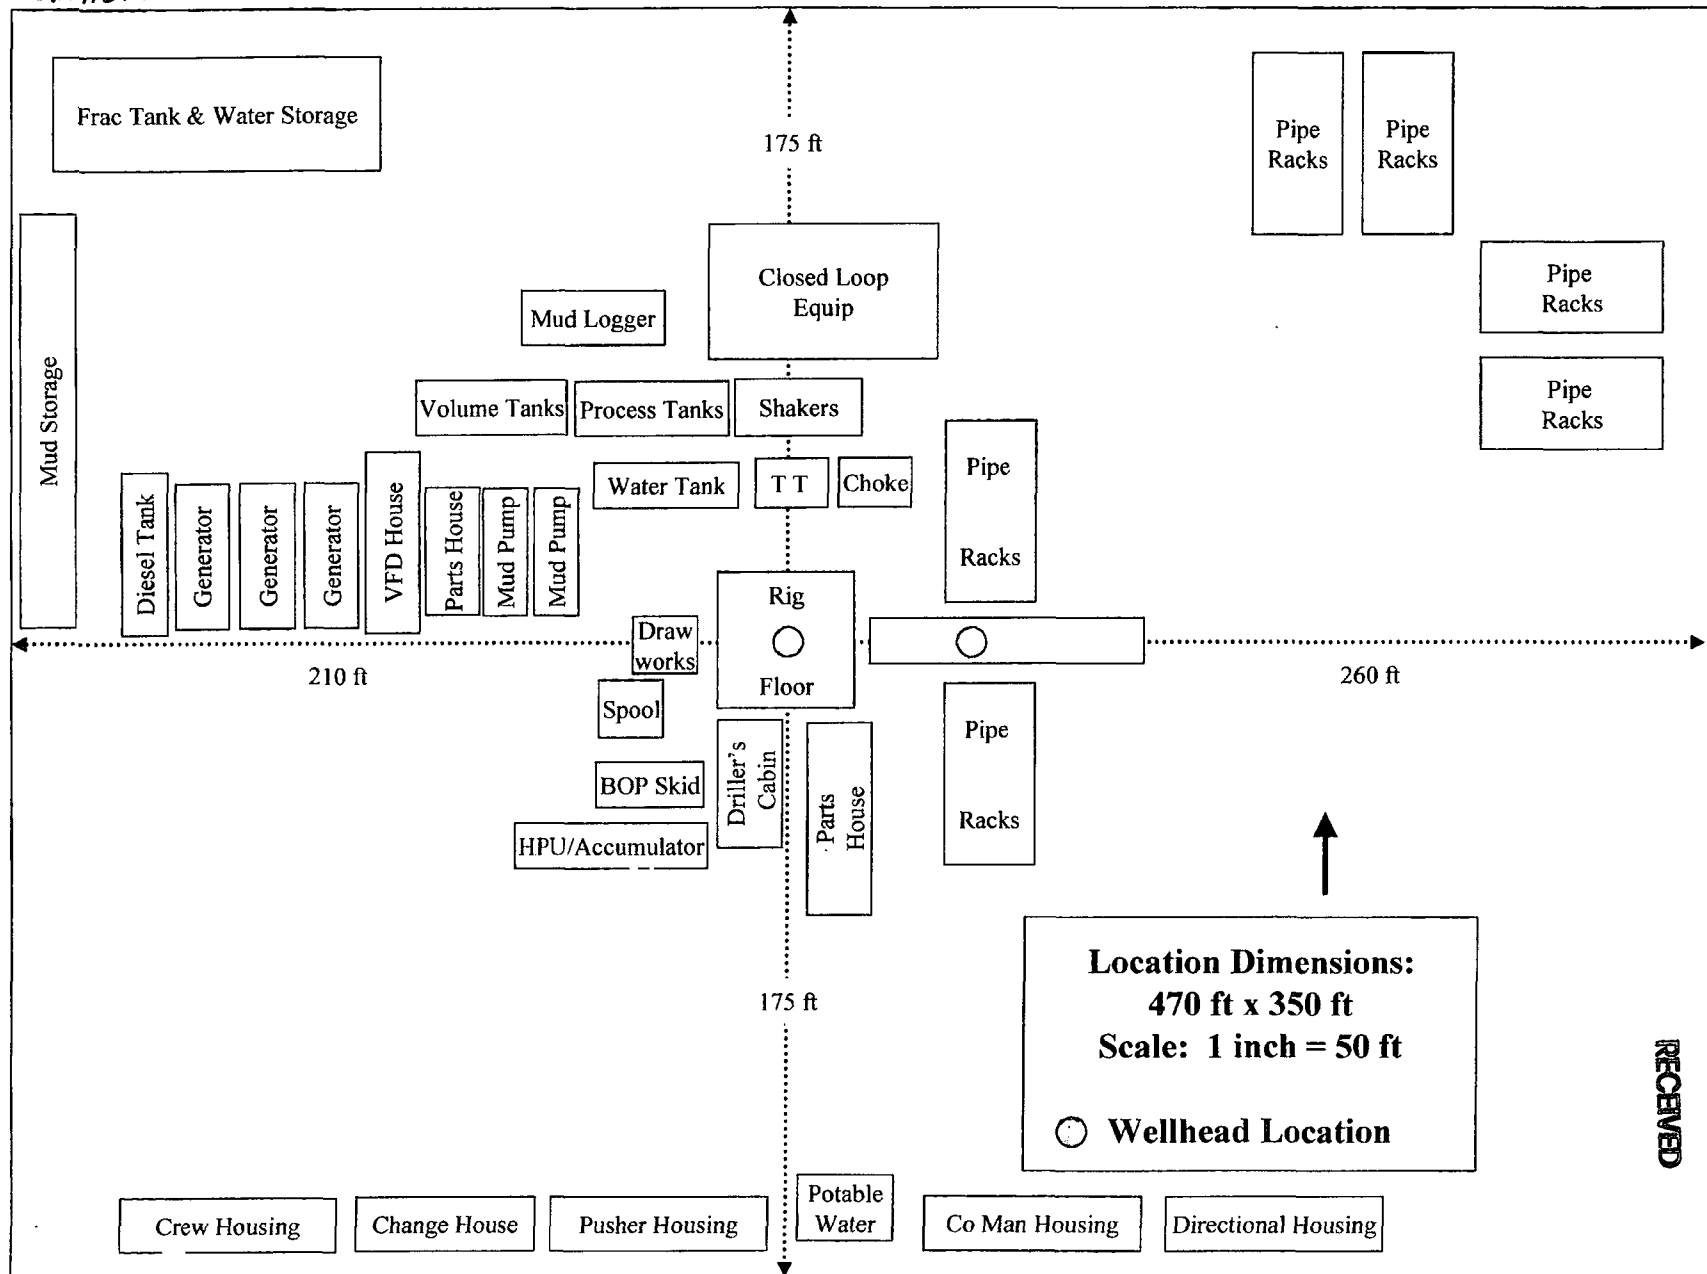 Frac Tank & Water Storage
175 ft
Pipe
Racks
Pipe
Racks
Closed Loop
Equip
Pipe
Racks
Mud Logger
Mud Storage
Pipe
Racks
Volume Tanks
Process Tanks
Shakers
Diesel Tank
Generator
Generator
Generator
VFD House
Parts House
Mud Pump
Mud Pump
Water Tank
T T
Choke
Pipe
Racks
Rig
Floor
Draw
works
210 ft
260 ft
Spool
Pipe
Racks
BOP Skid
Driller's
Cabin
Parts
House
HPU/Accumulator
175 ft
Location Dimensions:
470 ft x 350 ft
Scale: 1 inch = 50 ft
Wellhead Location
RECEIVED
Crew Housing
Change House
Pusher Housing
Potable
Water
Co Man Housing
Directional Housing